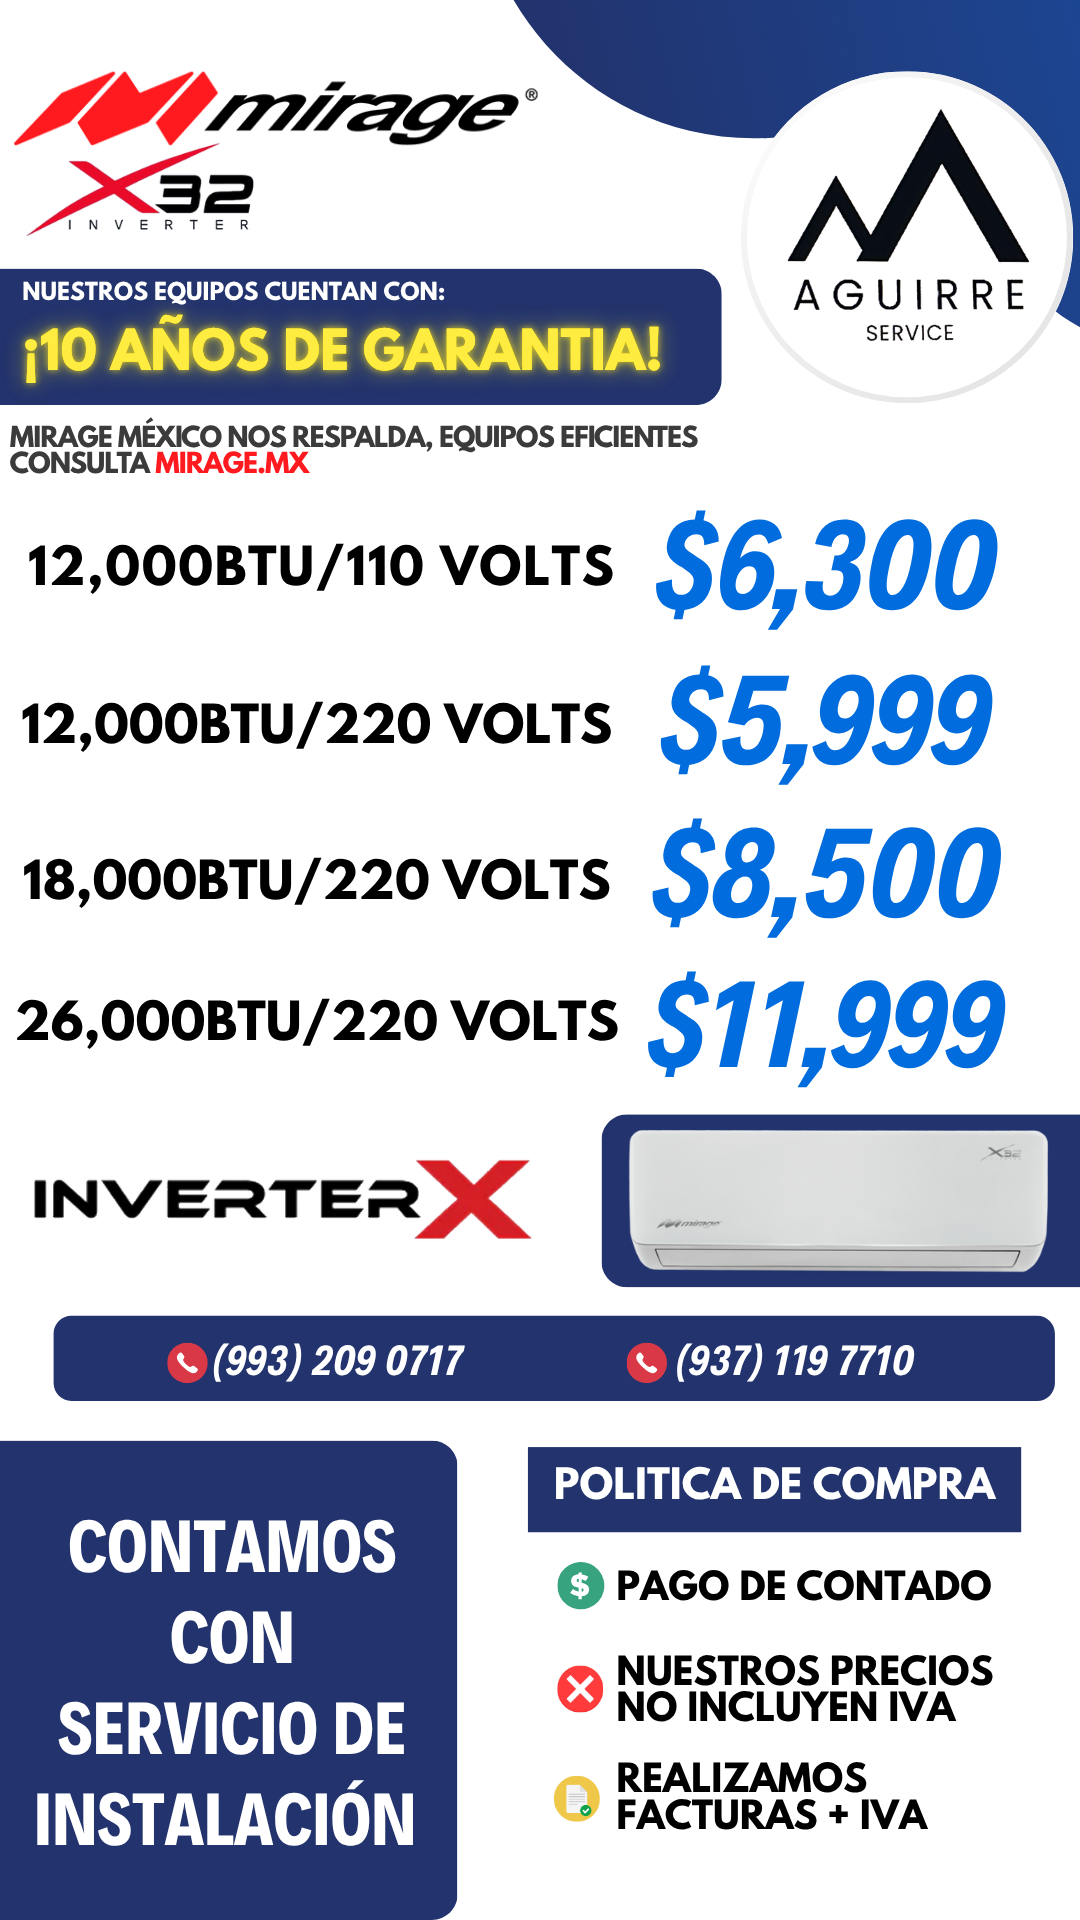 mirage®
X32
INVERTER
AGUIRRE
SERVICE
NUESTROS EQUIPOS CUENTAN CON:
¡10 AÑOS DE GARANTIA!
MIRAGE MÉXICO NOS RESPALDA, EQUIPOS EFICIENTES
CONSULTA MIRAGE.MX
12,000BTU/110 VOLTS $6,300
12,000BTU/220 VOLTS $5,999
18,000BTU/220 VOLTS $8,500
26,000BTU/220 VOLTS $11,999
INVERTER X
X32
mirage
(993) 209 0717
(937) 119 7710
CONTAMOS
CON
SERVICIO DE
INSTALACIÓN
POLITICA DE COMPRA
$ PAGO DE CONTADO
NUESTROS PRECIOS
NO INCLUYEN IVA
REALIZAMOS
FACTURAS + IVA